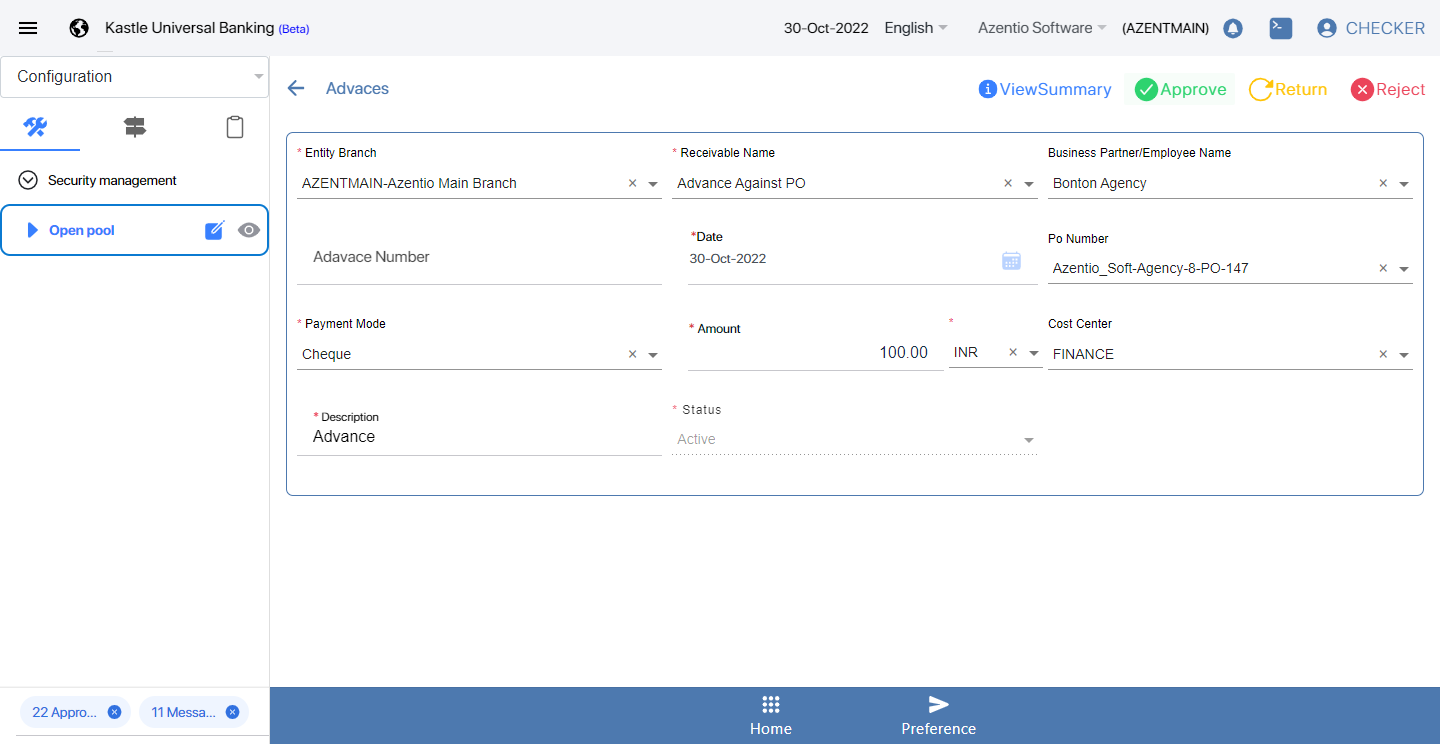 Kastle Universal Banking (Beta)
30-Oct-2022
English
Azentio Software
(AZENTMAIN)
CHECKER
Configuration
Security management
Open pool
Advaces
ViewSummary
Approve
Return
Reject
* Entity Branch
AZENTMAIN-Azentio Main Branch
* Receivable Name
Advance Against PO
Business Partner/Employee Name
Bonton Agency
Adavace Number
*Date
30-Oct-2022
Po Number
Azentio_Soft-Agency-8-PO-147
* Payment Mode
Cheque
* Amount
100.00
*
INR
Cost Center
FINANCE
* Description
Advance
* Status
Active
22 Appro...
11 Messa...
Home
Preference